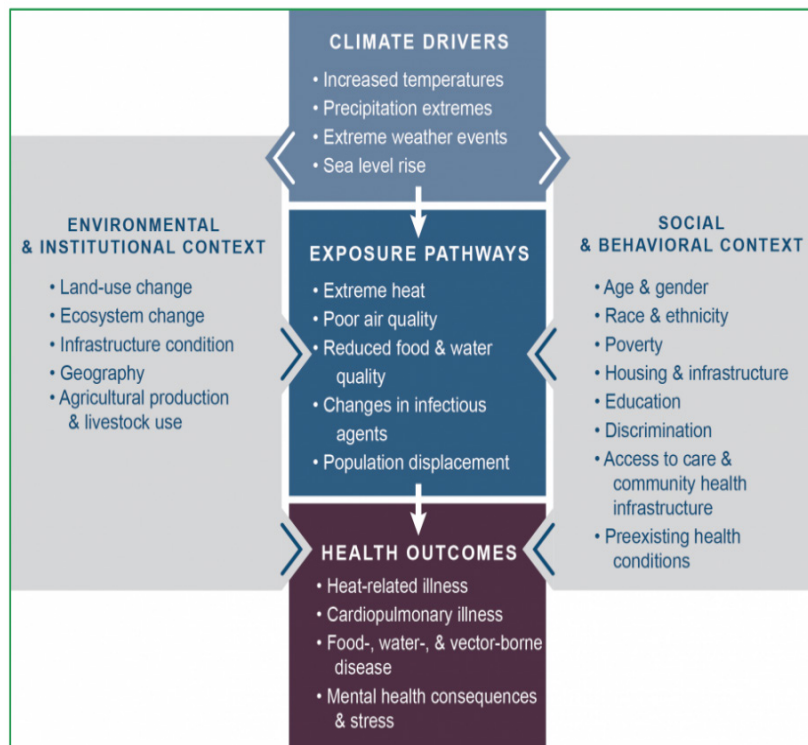 CLIMATE DRIVERS
• Increased temperatures
• Precipitation extremes
• Extreme weather events
• Sea level rise
ENVIRONMENTAL
& INSTITUTIONAL CONTEXT
• Land-use change
• Ecosystem change
• Infrastructure condition
• Geography
• Agricultural production
& livestock use
EXPOSURE PATHWAYS
• Extreme heat
• Poor air quality
• Reduced food & water
quality
• Changes in infectious
agents
• Population displacement
SOCIAL
& BEHAVIORAL CONTEXT
• Age & gender
• Race & ethnicity
• Poverty
• Housing & infrastructure
• Education
• Discrimination
• Access to care &
community health
infrastructure
• Preexisting health
conditions
HEALTH OUTCOMES
• Heat-related illness
• Cardiopulmonary illness
• Food-, water-, & vector-borne
disease
• Mental health consequences
& stress